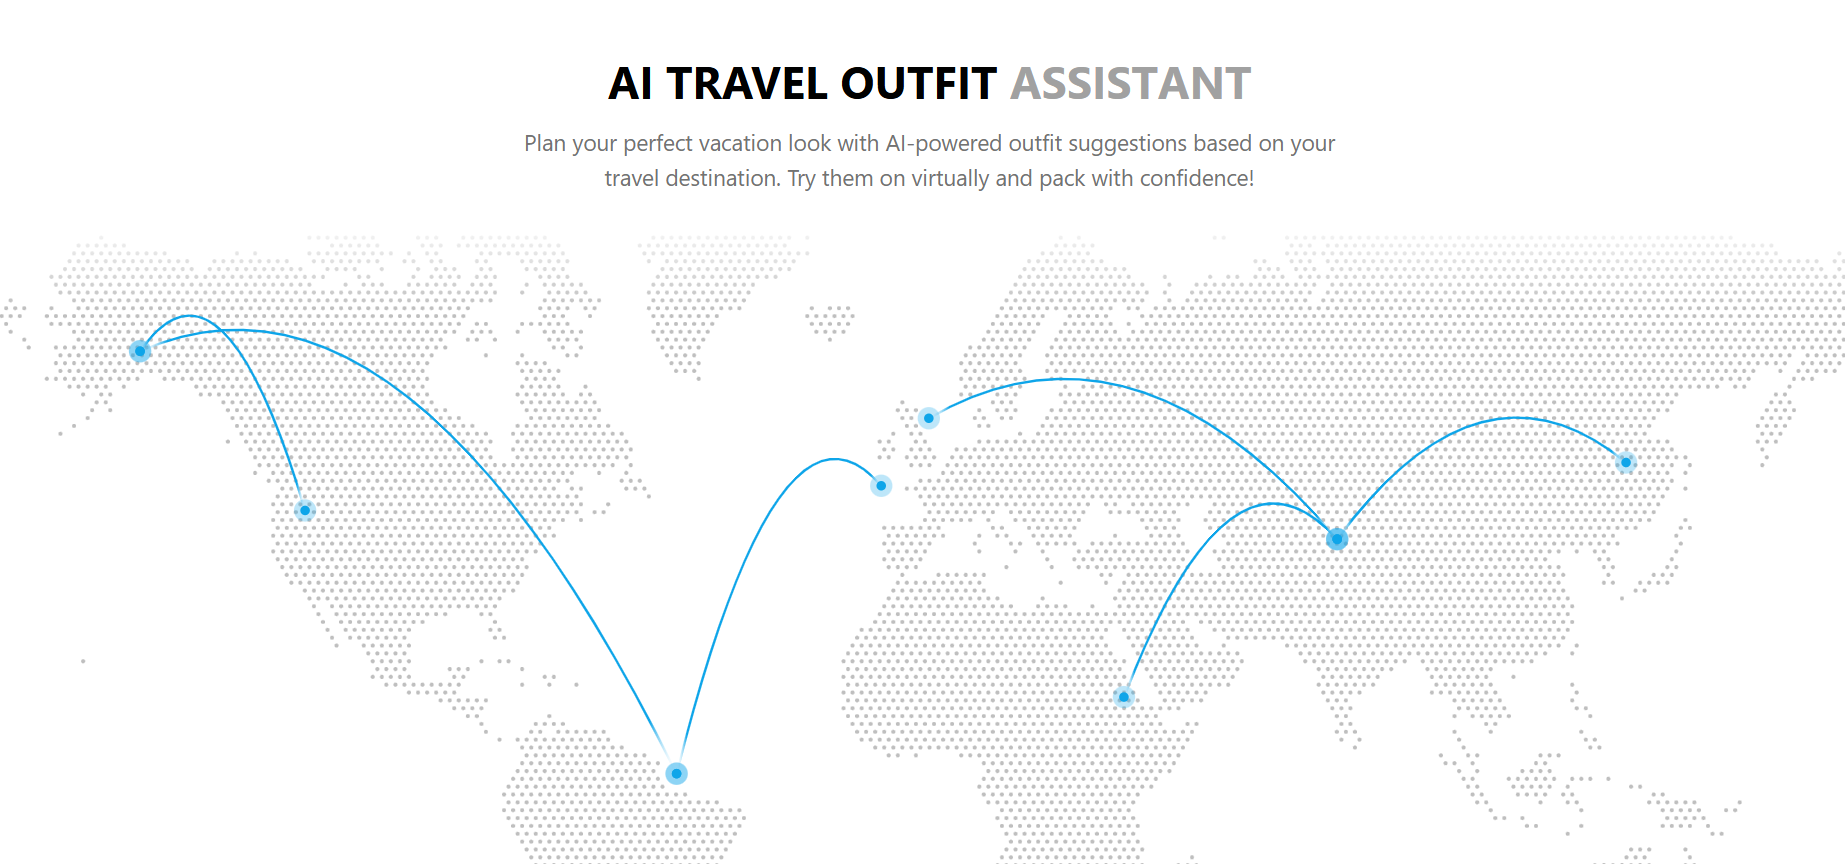 AI TRAVEL OUTFIT ASSISTANT
Plan your perfect vacation look with AI-powered outfit suggestions based on your
travel destination. Try them on virtually and pack with confidence!